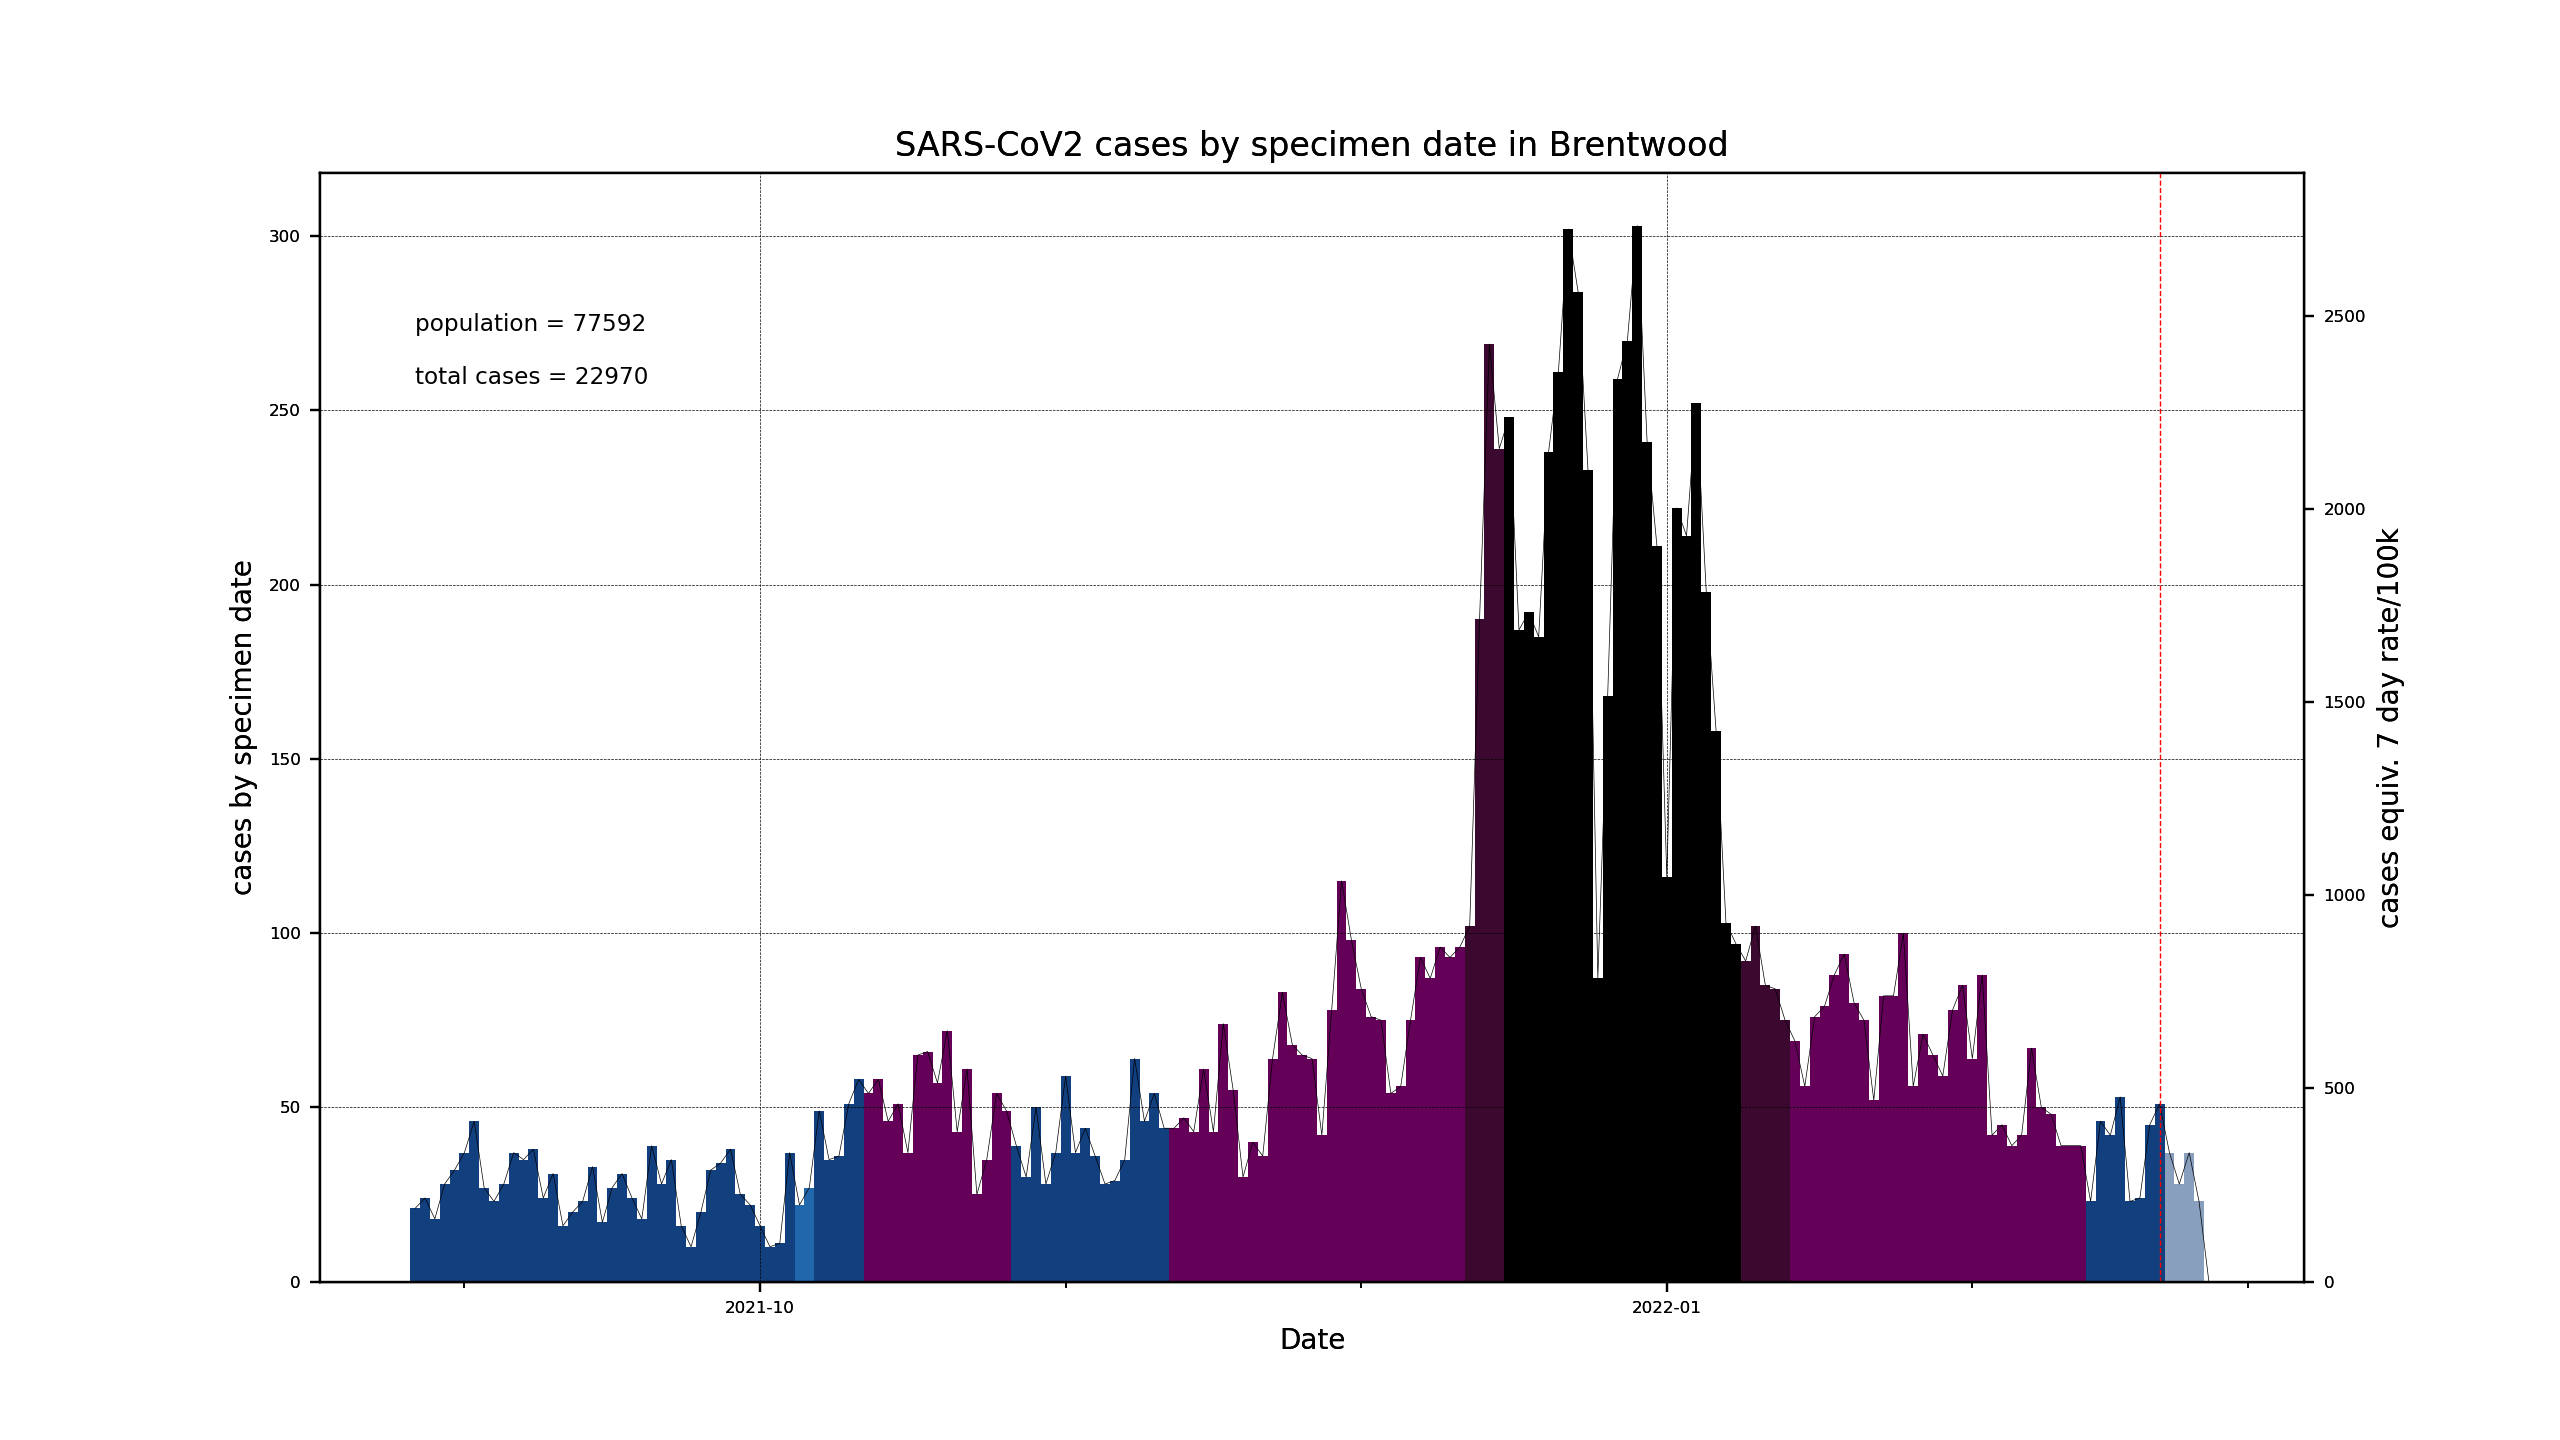 SARS-CoV2 cases by specimen date in Brentwood
population = 77592
total cases = 22970
cases by specimen date
300
250
200
150
100
50
0
2500
2000
1500
1000
500
0
cases equiv. 7 day rate/100k
2021-10
2022-01
Date